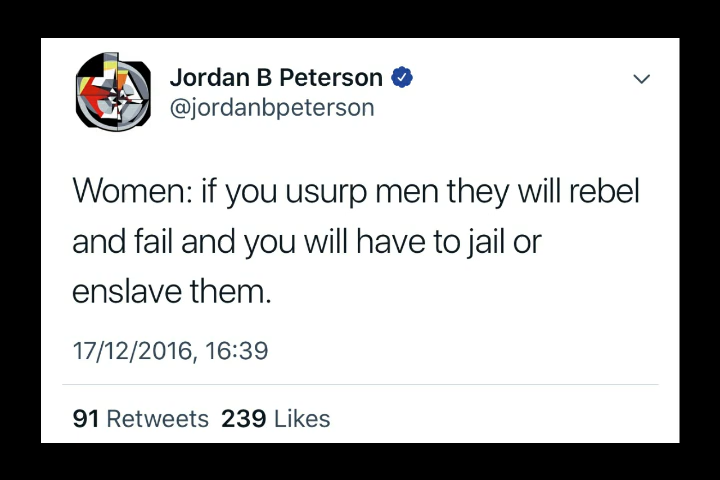 Jordan B Peterson
@jordanbpeterson
Women: if you usurp men they will rebel
and fail and you will have to jail or
enslave them.
17/12/2016, 16:39
91 Retweets 239 Likes